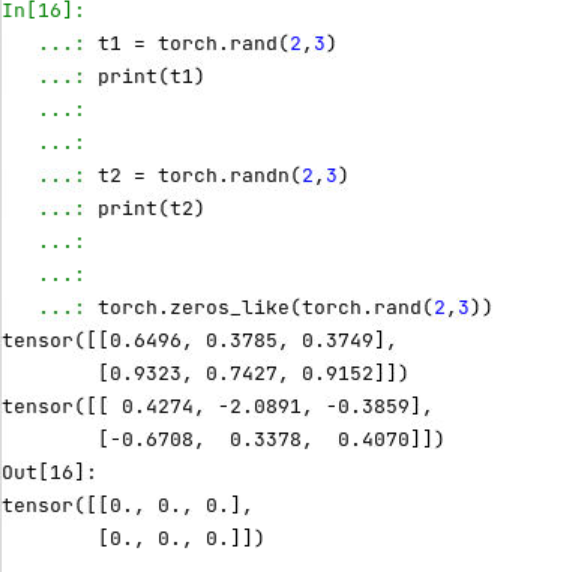 In[16]:
   ...: t1 = torch.rand(2,3)
   ...: print(t1)
   ...:
   ...:
   ...: t2 = torch.randn(2,3)
   ...: print(t2)
   ...:
   ...:
   ...: torch.zeros_like(torch.rand(2,3))
tensor([[0.6496, 0.3785, 0.3749],
        [0.9323, 0.7427, 0.9152]])
tensor([[ 0.4274, -2.0891, -0.3859],
        [-0.6708,  0.3378,  0.4070]])
Out[16]:
tensor([[0., 0., 0.],
        [0., 0., 0.]])